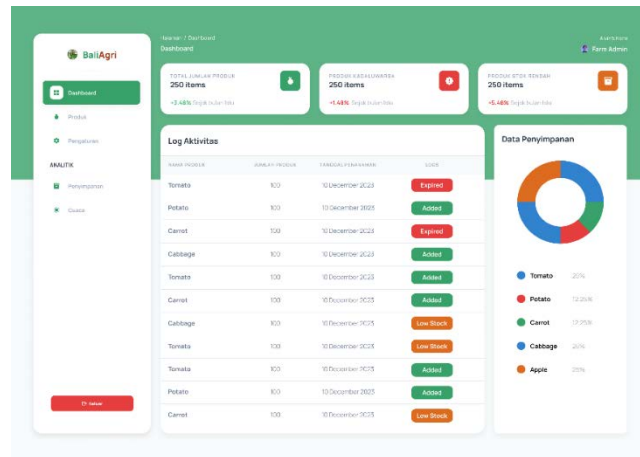 BaliAgri
Dashboard
Produk
Pengaturan
ANALITIK
Penyimpanan
Cuaca
Keluar
Dashboard
Farm Admin
TOTAL JUMLAH PRODUK
250 items
+3.48% Sejak bulan lalu
PRODUK KEDALUWARSA
250 items
+1.48% Sejak bulan lalu
PRODUK STOK RENDAH
250 items
+5.48% Sejak bulan lalu
Log Aktivitas
NAMA PRODUK JUMLAH PRODUK
Tomato 100 10 December 2023 Expired
Potato 100 10 December 2023 Added
Carrot 100 10 December 2023 Expired
Cabbage 100 10 December 2023 Added
Tomato 100 10 December 2023 Added
Carrot 100 10 December 2023 Added
Cabbage 100 10 December 2023 Low Stock
Tomato 100 10 December 2023 Low Stock
Tomato 100 10 December 2023 Added
Potato 100 10 December 2023 Added
Carrot 100 10 December 2023 Low Stock
Data Penyimpanan
Tomato 25%
Potato 12.25%
Carrot 12.25%
Cabbage 25%
Apple 25%